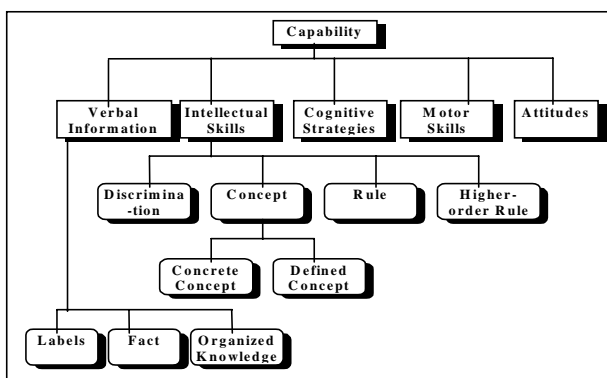 Capability
Verbal
Information
Intellectual
Skills
Cognitive
Strategies
Motor
Skills
Attitudes
Discrimina
-tion
Concept
Rule
Higher-
order Rule
Concrete
Concept
Defined
Concept
Labels
Fact
Organized
Knowledge